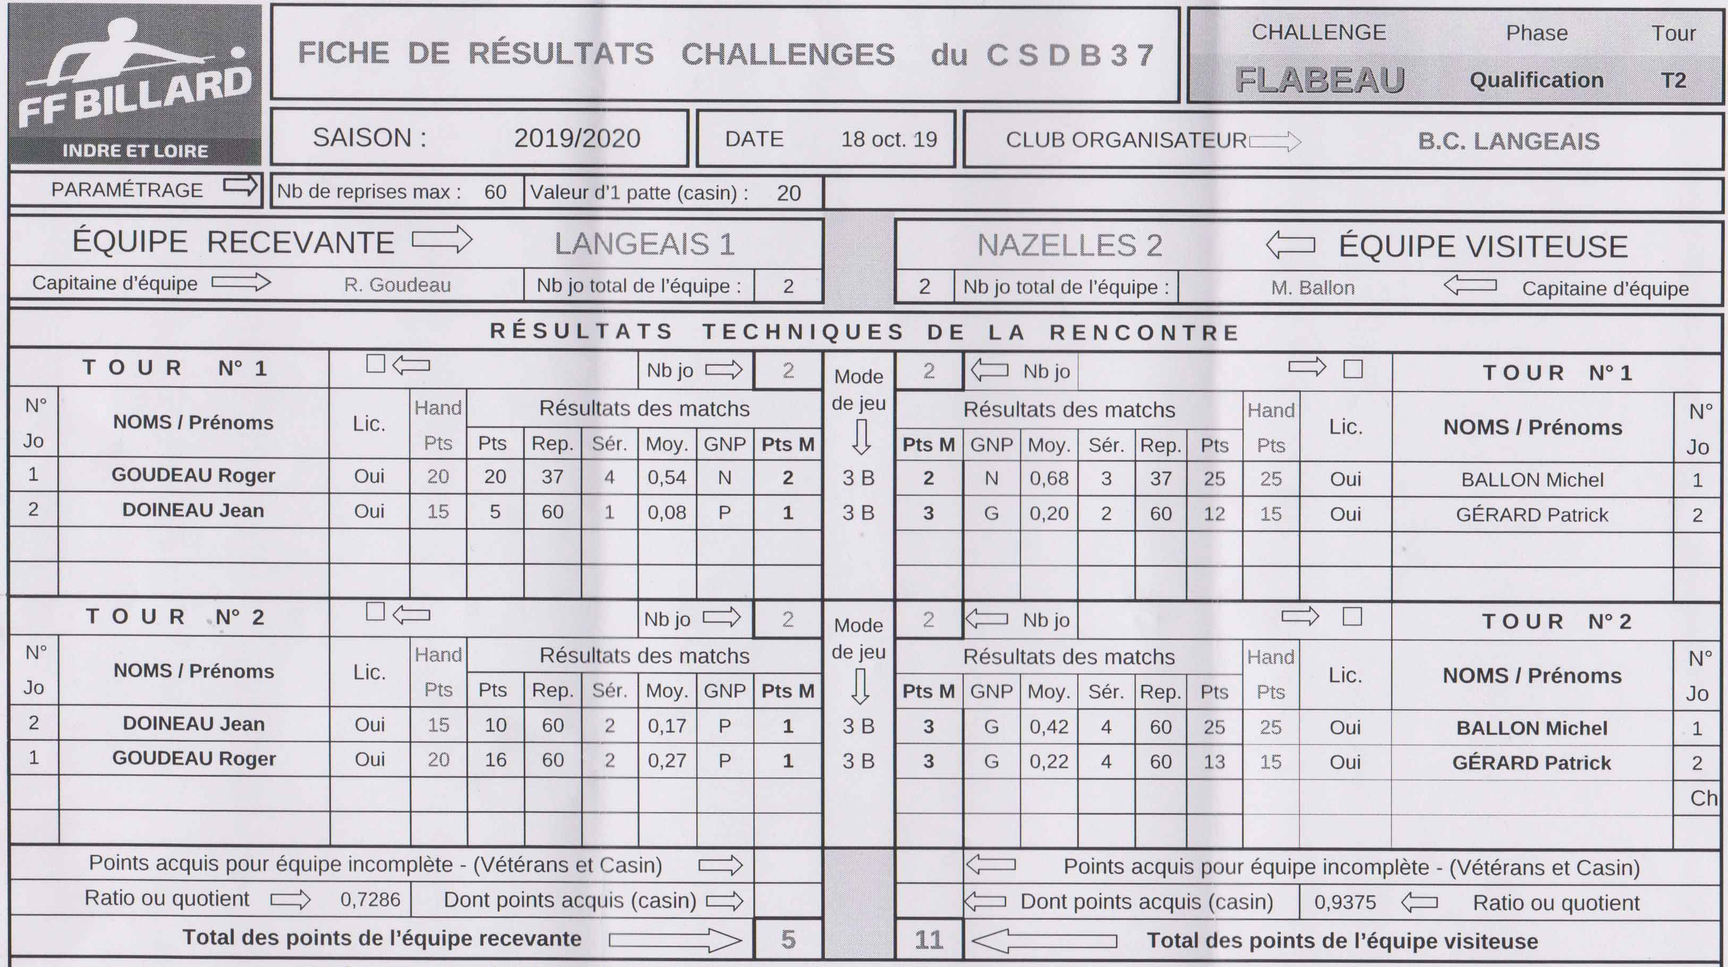 FF BILLARD
INDRE ET LOIRE
FICHE DE RÉSULTATS CHALLENGES du C S D B 3 7
CHALLENGE Phase Tour
FLABEAU Qualification T2
SAISON : 2019/2020 DATE 18 oct. 19 CLUB ORGANISATEUR B.C. LANGEAIS
PARAMÉTRAGE Nb de reprises max : 60 Valeur d'1 patte (casin) : 20
ÉQUIPE RECEVANTE LANGEAIS 1 NAZELLES 2 ÉQUIPE VISITEUSE
Capitaine d'équipe R. Goudeau Nb jo total de l'équipe : 2 2 Nb jo total de l'équipe : M. Ballon Capitaine d'équipe
RÉSULTATS TECHNIQUES DE LA RENCONTRE
TOUR N° 1 Nb jo 2 Mode de jeu 2 Nb jo TOUR N° 1
N° Jo NOMS / Prénoms Lic. Hand Pts Résultats des matchs Résultats des matchs Hand Pts Lic. NOMS / Prénoms N° Jo
Pts Rep. Sér. Moy. GNP Pts M Pts M GNP Moy. Sér. Rep. Pts
1 GOUDEAU Roger Oui 20 20 37 4 0,54 N 2 3 B 2 N 0,68 3 37 25 25 Oui BALLON Michel 1
2 DOINEAU Jean Oui 15 5 60 1 0,08 P 1 3 B 3 G 0,20 2 60 12 15 Oui GÉRARD Patrick 2
TOUR N° 2 Nb jo 2 Mode de jeu 2 Nb jo TOUR N° 2
N° Jo NOMS / Prénoms Lic. Hand Pts Résultats des matchs Résultats des matchs Hand Pts Lic. NOMS / Prénoms N° Jo
Pts Rep. Sér. Moy. GNP Pts M Pts M GNP Moy. Sér. Rep. Pts
2 DOINEAU Jean Oui 15 10 60 2 0,17 P 1 3 B 3 G 0,42 4 60 25 25 Oui BALLON Michel 1
1 GOUDEAU Roger Oui 20 16 60 2 0,27 P 1 3 B 3 G 0,22 4 60 13 15 Oui GÉRARD Patrick 2
Ch
Points acquis pour équipe incomplète - (Vétérans et Casin) Points acquis pour équipe incomplète - (Vétérans et Casin)
Ratio ou quotient 0,7286 Dont points acquis (casin) Dont points acquis (casin) 0,9375 Ratio ou quotient
Total des points de l'équipe recevante 5 11 Total des points de l'équipe visiteuse